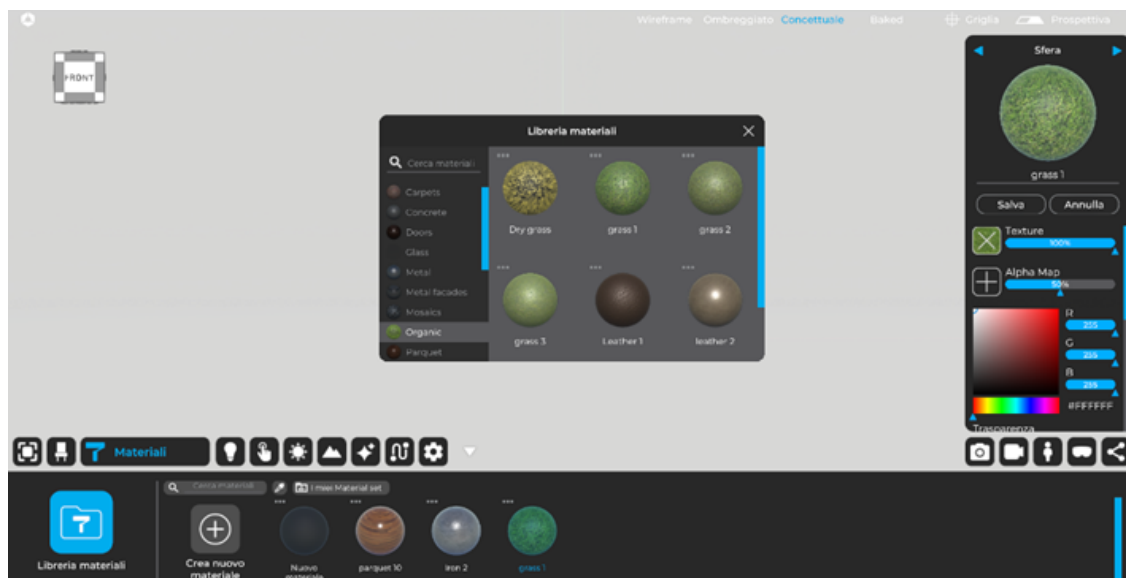 Wireframe Ombreggiato Concettuale Baked Griglia Prospettiva
FRONT
Sfera
grass 1
Salva Annulla
Texture
100%
Alpha Map
50%
R
255
G
255
B
255
#FFFFFF
Trasparenza
Libreria materiali
Cerca materiali
Carpets
Concrete
Doors
Glass
Metal
Metal facades
Mosaics
Organic
Parquet
Dry grass grass 1 grass 2
grass 3 Leather 1 leather 2
Materiali
Libreria materiali
Cerca materiali I miei Material set
Crea nuovo
materiale
Nuovo
materiale
parquet 10 iron 2 grass 1